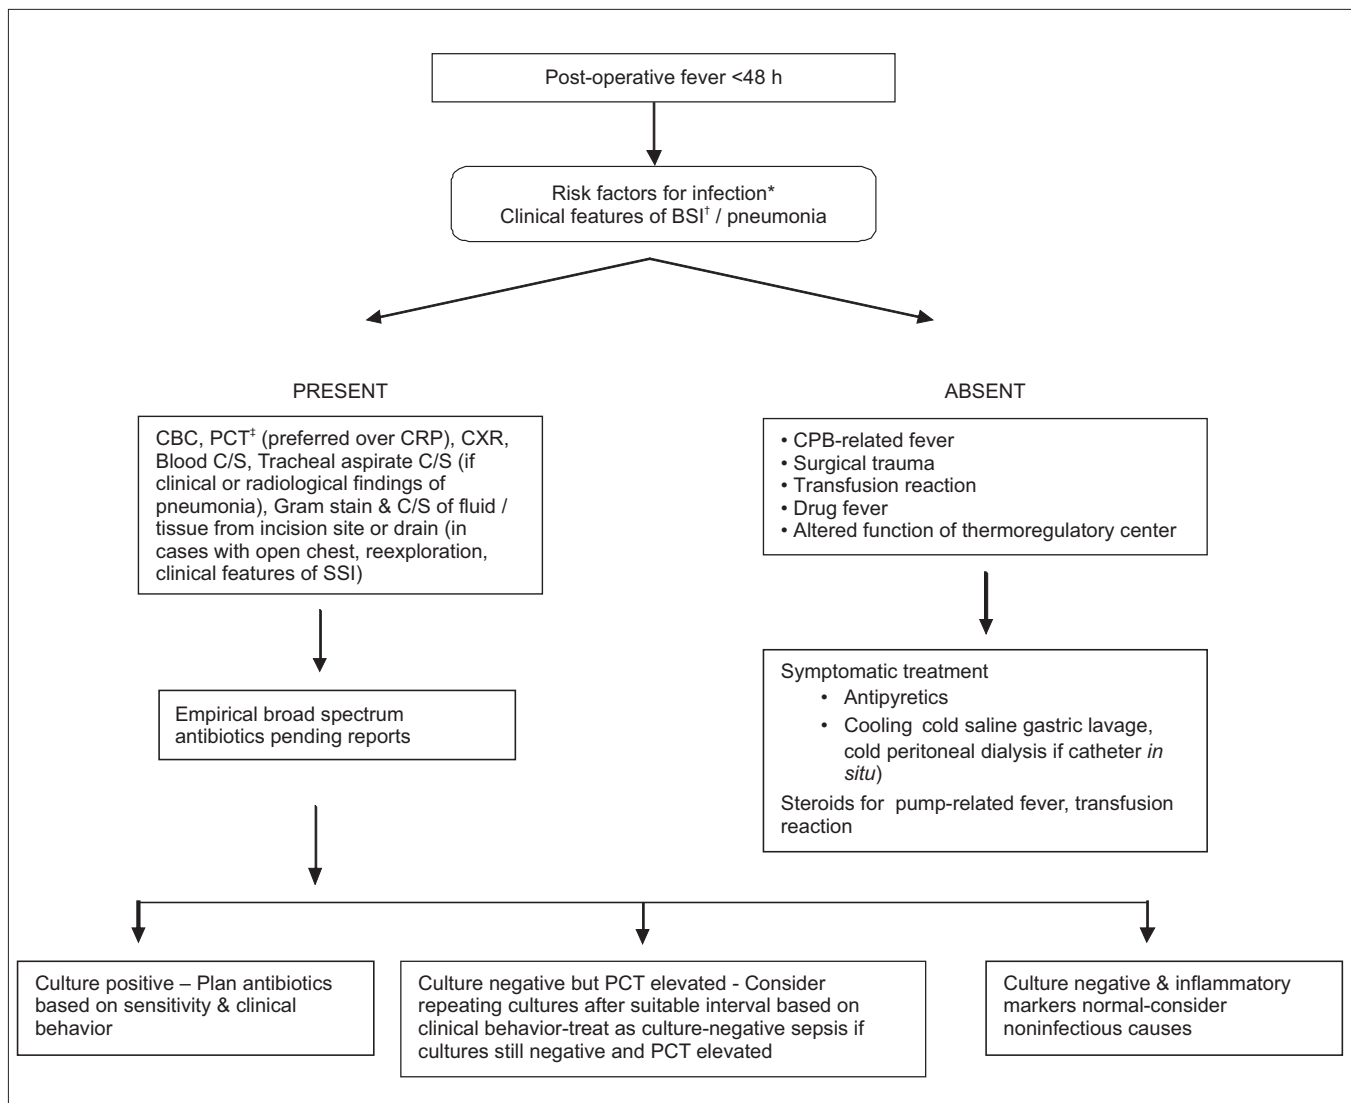 Post-operative fever <48 h
Risk factors for infection*
Clinical features of BSI† / pneumonia
PRESENT
CBC, PCT‡ (preferred over CRP), CXR,
Blood C/S, Tracheal aspirate C/S (if
clinical or radiological findings of
pneumonia), Gram stain & C/S of fluid /
tissue from incision site or drain (in
cases with open chest, reexploration,
clinical features of SSI)
Empirical broad spectrum
antibiotics pending reports
ABSENT
• CPB-related fever
• Surgical trauma
• Transfusion reaction
• Drug fever
• Altered function of thermoregulatory center
Symptomatic treatment
• Antipyretics
• Cooling cold saline gastric lavage,
cold peritoneal dialysis if catheter in
situ)
Steroids for pump-related fever, transfusion
reaction
Culture positive – Plan antibiotics
based on sensitivity & clinical
behavior
Culture negative but PCT elevated - Consider
repeating cultures after suitable interval based on
clinical behavior-treat as culture-negative sepsis if
cultures still negative and PCT elevated
Culture negative & inflammatory
markers normal-consider
noninfectious causes